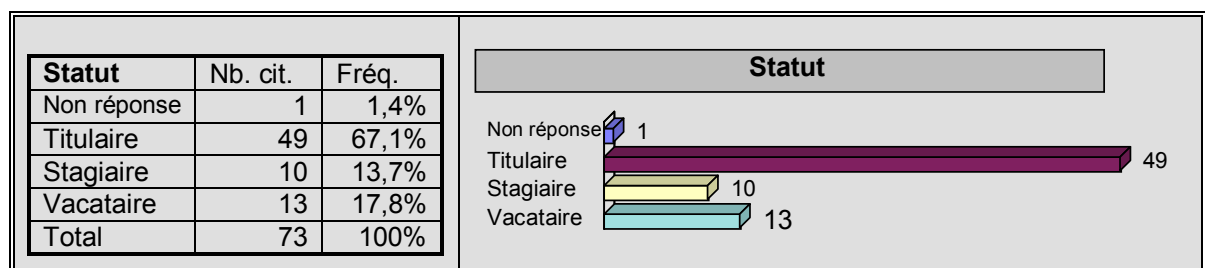 Statut Nb. cit. Fréq.
Non réponse 1 1,4%
Titulaire 49 67,1%
Stagiaire 10 13,7%
Vacataire 13 17,8%
Total 73 100%
Statut
Non réponse 1
Titulaire 49
Stagiaire 10
Vacataire 13